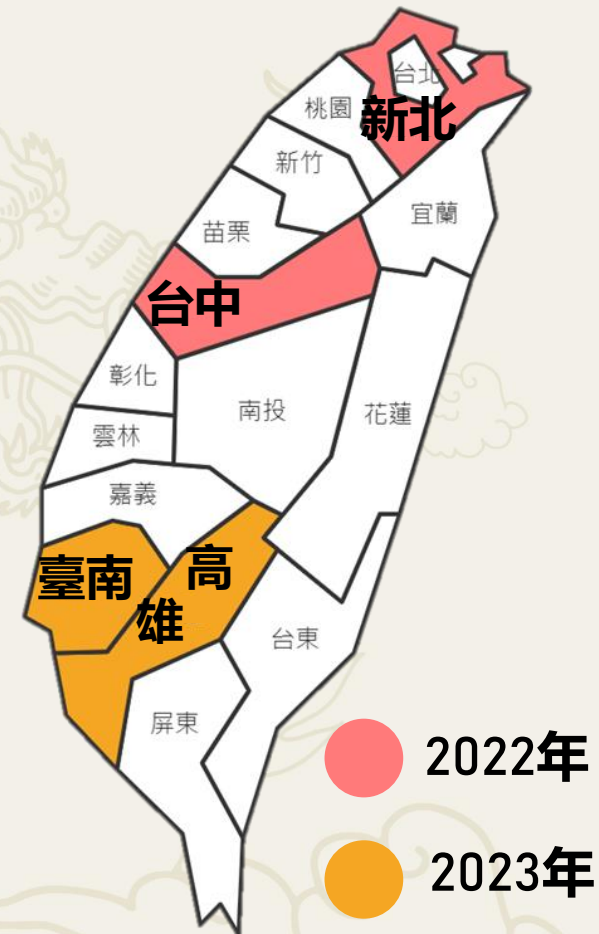 台北
桃園
新北
新竹
宜蘭
苗栗
台中
彰化
南投
花蓮
雲林
嘉義
臺南
高
雄
台東
屏東
2022年
2023年